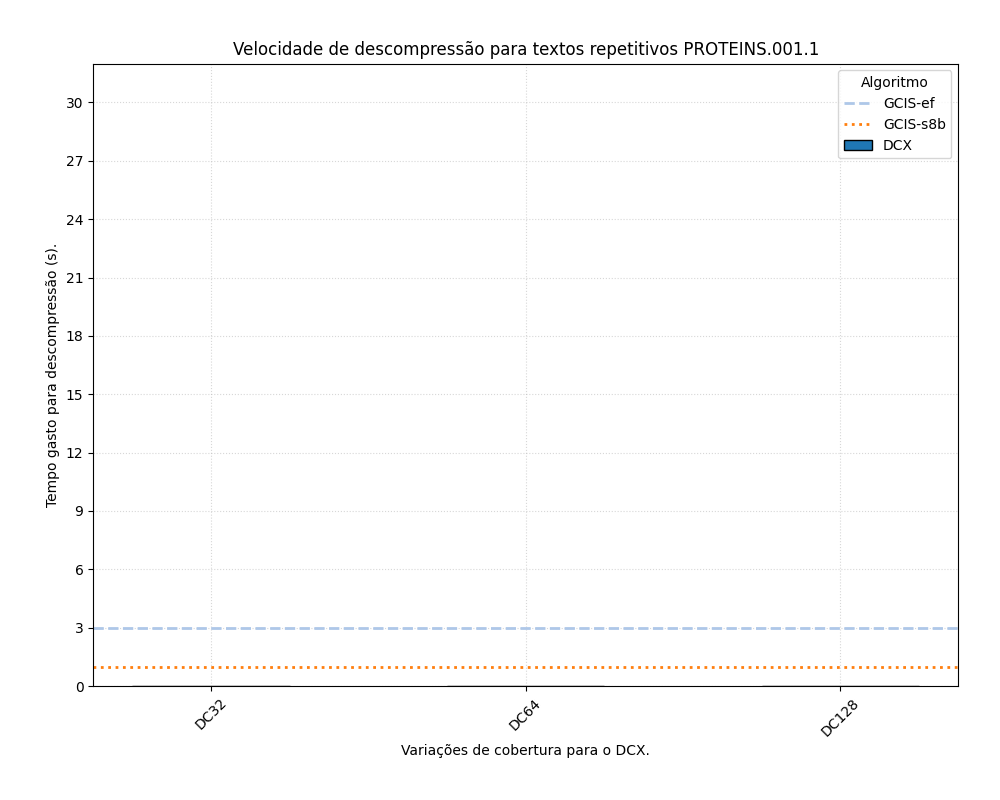 Velocidade de descompressão para textos repetitivos PROTEINS.001.1
Algoritmo
GCIS-ef
GCIS-s8b
DCX
Tempo gasto para descompressão (s).
30
27
24
21
18
15
12
9
6
3
0
DC32
DC64
DC128
Variações de cobertura para o DCX.